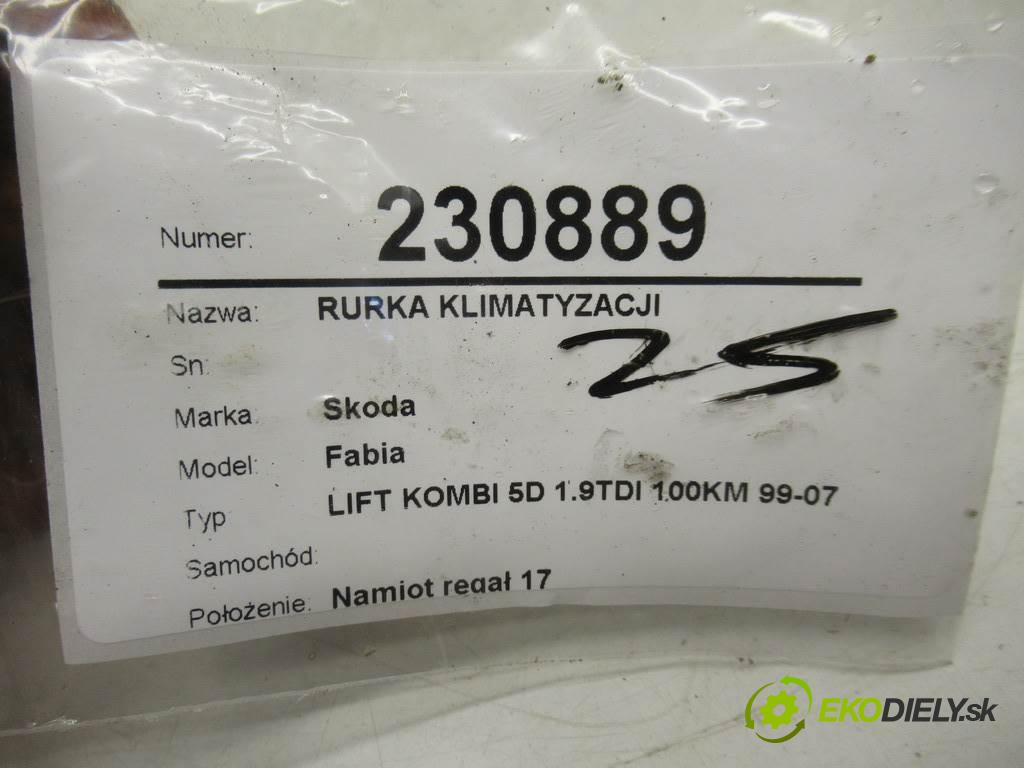 Numer: 230889
Nazwa: RURKA KLIMATYZACJI
Sn:
25
Marka: Skoda
Model: Fabia
Typ LIFT KOMBI 5D 1.9TDI 100KM 99-07
Samochód:
Położenie: Namiot regał 17
EKODIELY.sk